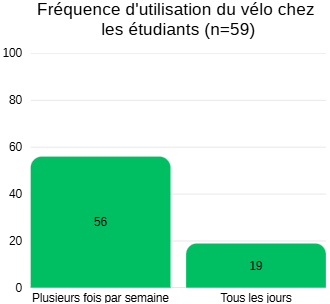 Fréquence d'utilisation du vélo chez
les étudiants (n=59)
100
80
60
40
20
0
56
19
Plusieurs fois par semaine
Tous les jours